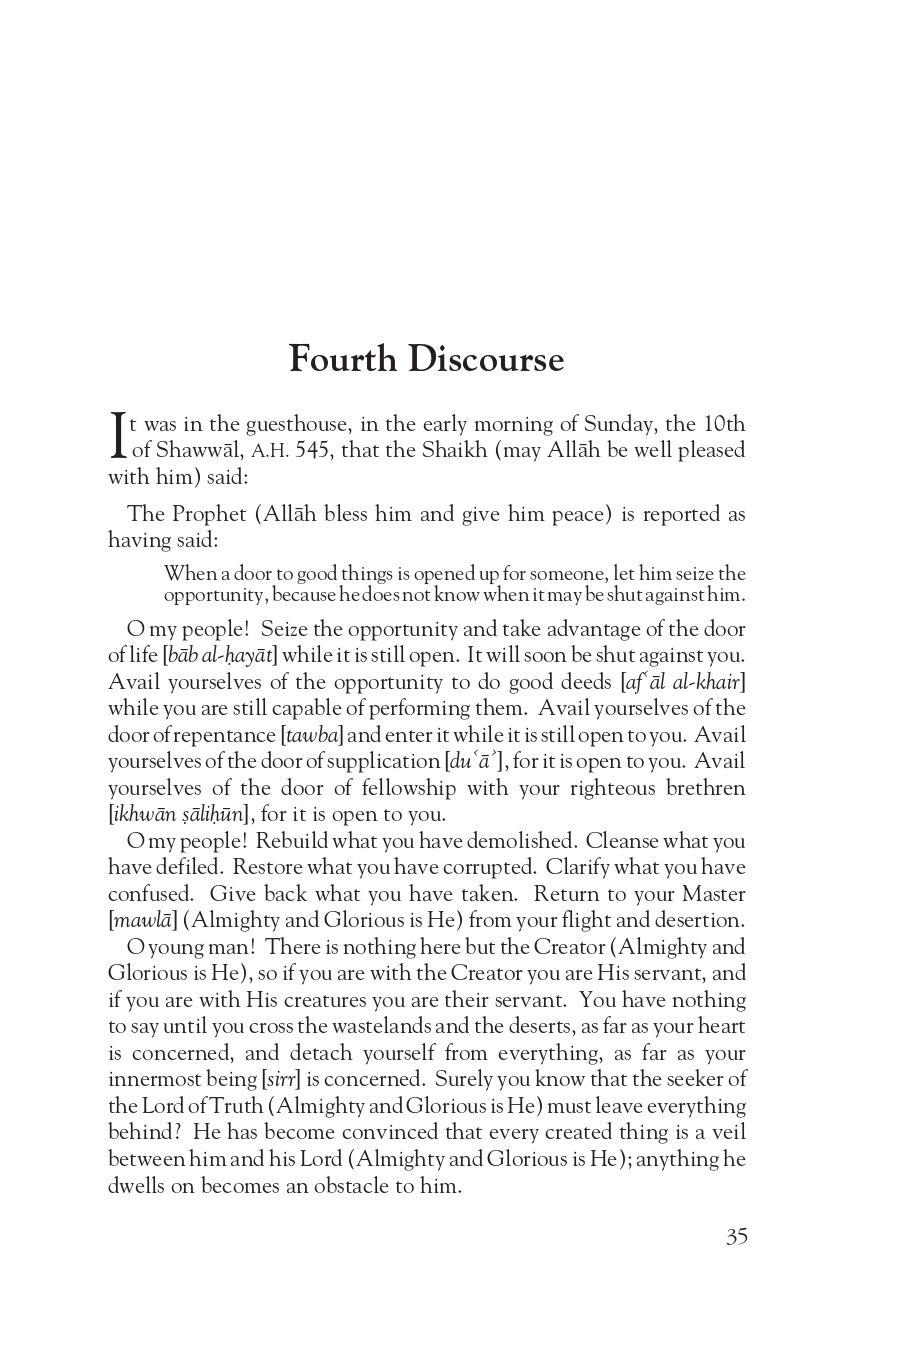 Fourth Discourse
It was in the guesthouse, in the early morning of Sunday, the 10th
of Shawwāl, A.H. 545, that the Shaikh (may Allāh be well pleased
with him) said:
The Prophet (Allāh bless him and give him peace) is reported as
having said:
When a door to good things is opened up for someone, let him seize the
opportunity, because he does not know when it may be shut against him.
O my people! Seize the opportunity and take advantage of the door
of life [bāb al-ḥayāt] while it is still open. It will soon be shut against you.
Avail yourselves of the opportunity to do good deeds [afʿāl al-khair]
while you are still capable of performing them. Avail yourselves of the
door of repentance [tawba] and enter it while it is still open to you. Avail
yourselves of the door of supplication [duʿāʾ], for it is open to you. Avail
yourselves of the door of fellowship with your righteous brethren
[ikhwān ṣāliḥūn], for it is open to you.
O my people! Rebuild what you have demolished. Cleanse what you
have defiled. Restore what you have corrupted. Clarify what you have
confused. Give back what you have taken. Return to your Master
[mawlā] (Almighty and Glorious is He) from your flight and desertion.
O young man! There is nothing here but the Creator (Almighty and
Glorious is He), so if you are with the Creator you are His servant, and
if you are with His creatures you are their servant. You have nothing
to say until you cross the wastelands and the deserts, as far as your heart
is concerned, and detach yourself from everything, as far as your
innermost being [sirr] is concerned. Surely you know that the seeker of
the Lord of Truth (Almighty and Glorious is He) must leave everything
behind? He has become convinced that every created thing is a veil
between him and his Lord (Almighty and Glorious is He); anything he
dwells on becomes an obstacle to him.
35